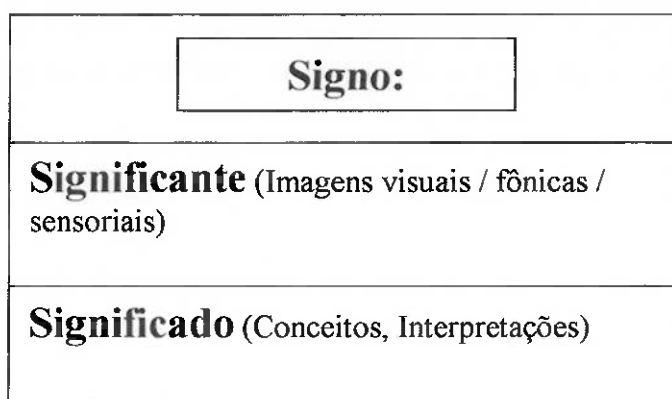 Signo:
Significante (Imagens visuais / fônicas /
sensoriais)
Significado (Conceitos, Interpretações)